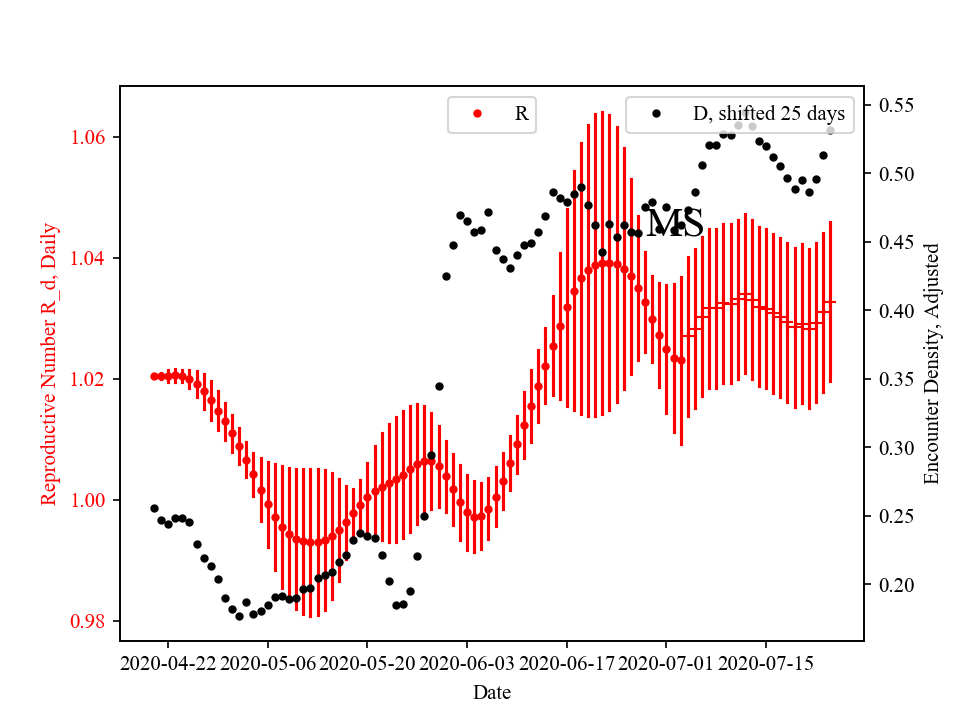 R
D, shifted 25 days
MS
1.06
1.04
1.02
1.00
0.98
Reproductive Number R_d, Daily
0.55
0.50
0.45
0.40
0.35
0.30
0.25
0.20
Encounter Density, Adjusted
2020-04-22 2020-05-06 2020-05-20 2020-06-03 2020-06-17 2020-07-01 2020-07-15
Date